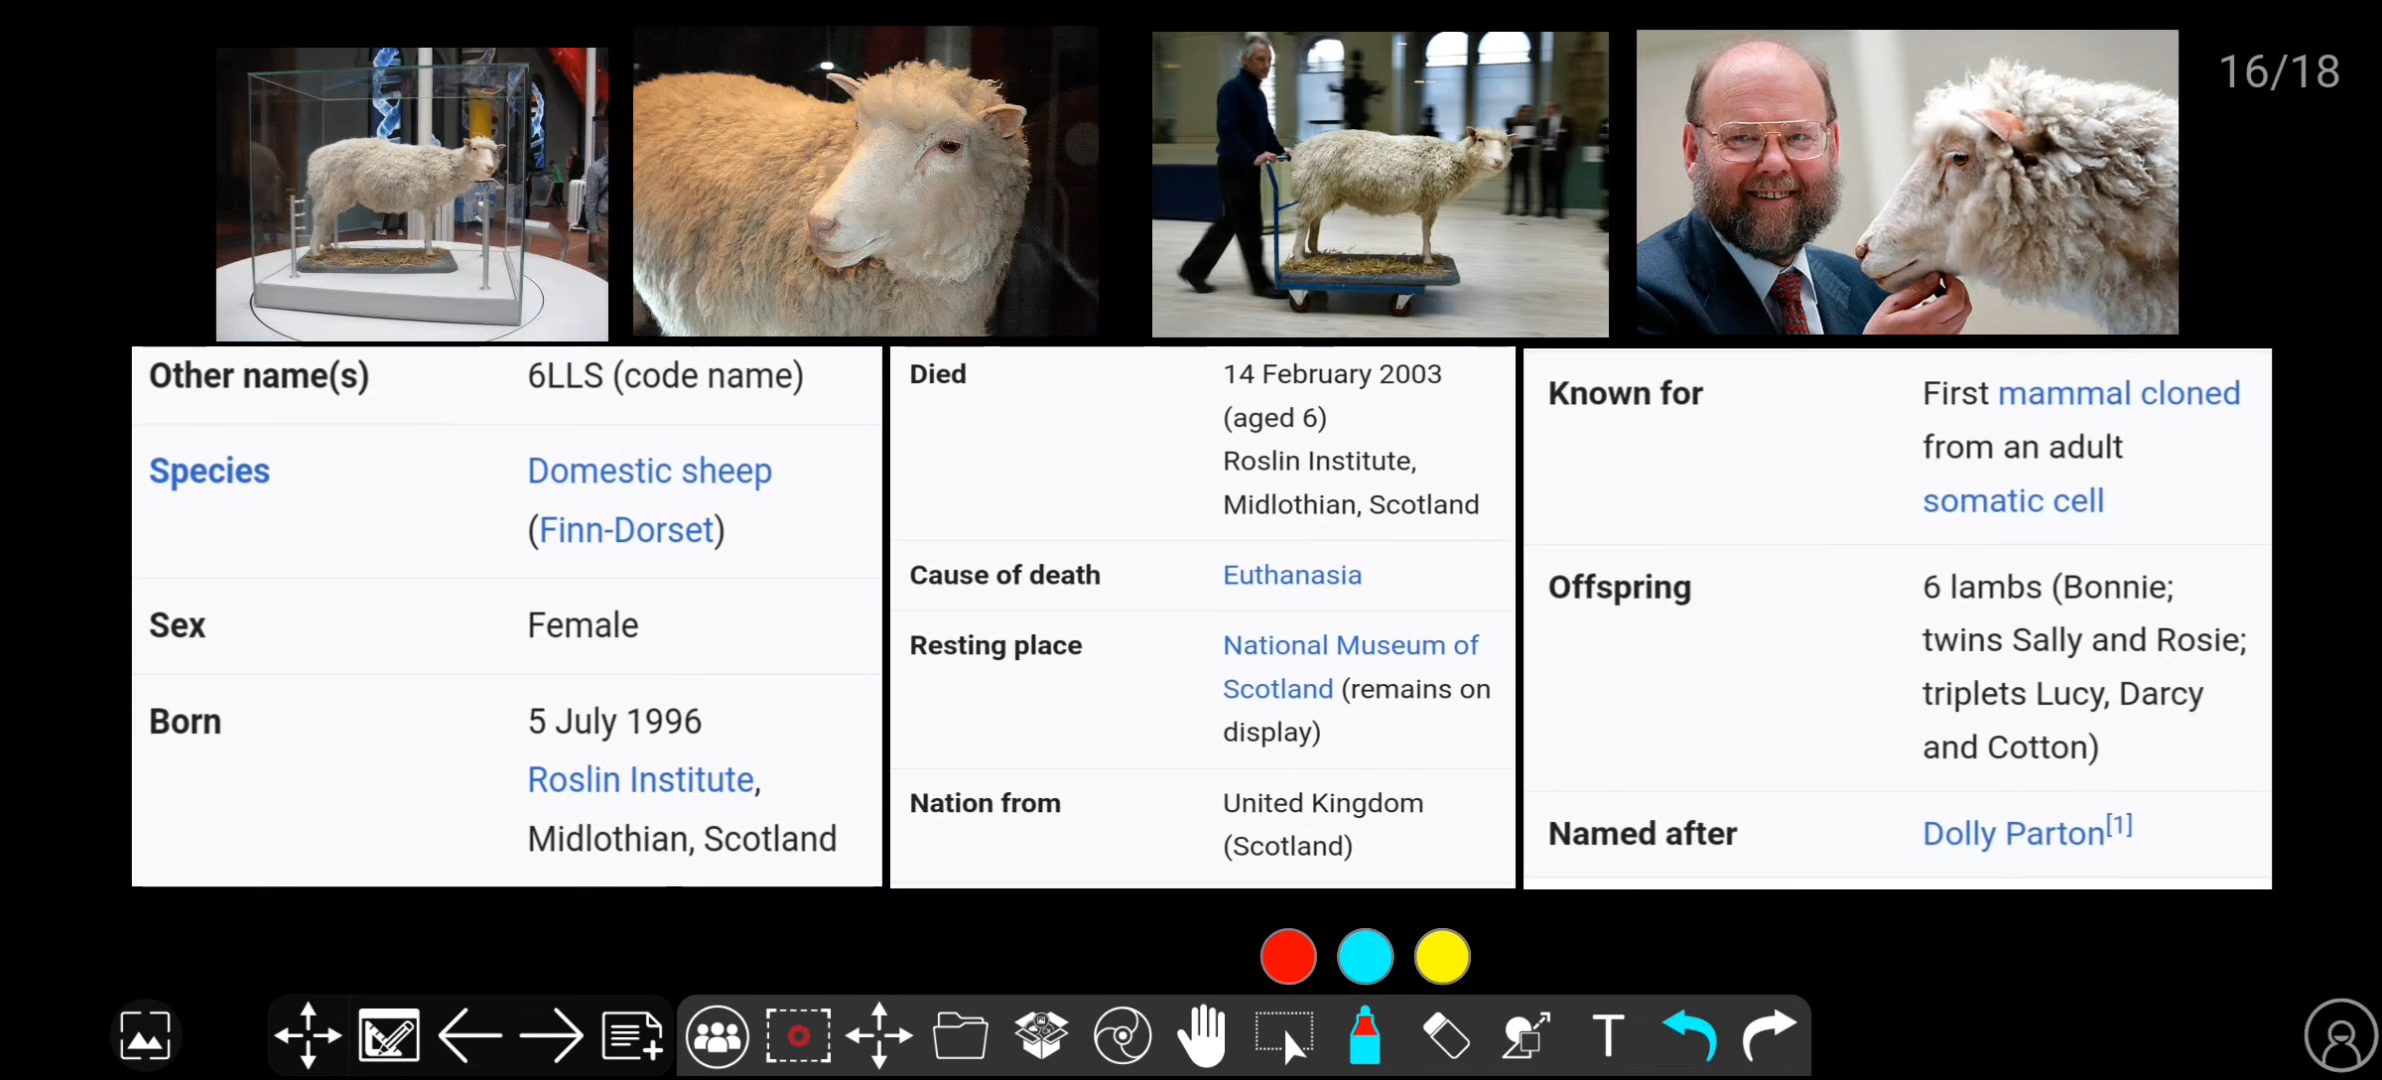 16/18
Other name(s) 6LLS (code name)
Species Domestic sheep
(Finn-Dorset)
Sex Female
Born 5 July 1996
Roslin Institute,
Midlothian, Scotland
Died 14 February 2003
(aged 6)
Roslin Institute,
Midlothian, Scotland
Cause of death Euthanasia
Resting place National Museum of
Scotland (remains on
display)
Nation from United Kingdom
(Scotland)
Known for First mammal cloned
from an adult
somatic cell
Offspring 6 lambs (Bonnie;
twins Sally and Rosie;
triplets Lucy, Darcy
and Cotton)
Named after Dolly Parton[1]
T